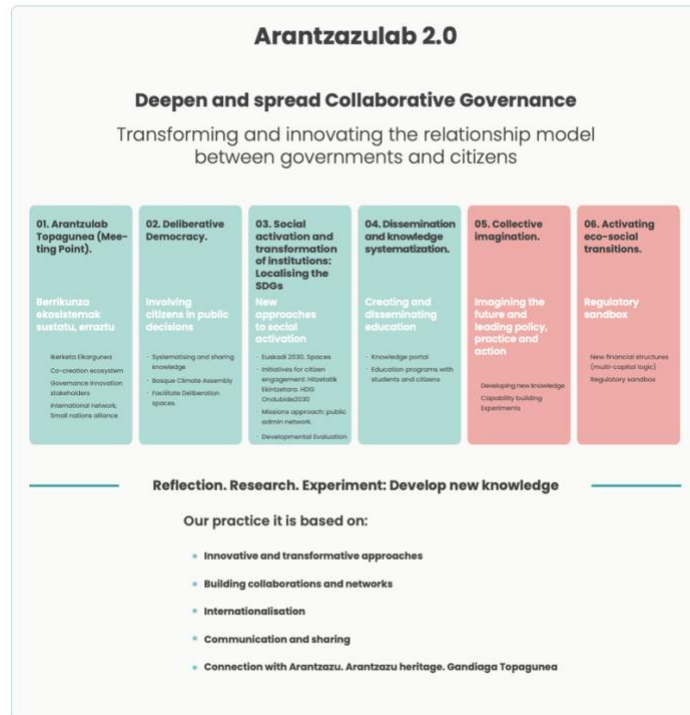 Arantzazulab 2.0
Deepen and spread Collaborative Governance
Transforming and innovating the relationship model
between governments and citizens
01. Arantzulab
Topagunea (Mee-
ting Point).
Berrikunza
ekosistemak
sustatu, erraztu
Ikerketa Elkargunea
Co-creation ecosystem
Governance innovation
stakeholders
International network,
Small nations alliance
02. Deliberative
Democracy.
Involving
citizens in public
decisions
· Systematising and sharing
knowledge
· Basque Climate Assembly
· Facilitate Deliberation
spaces.
03. Social
activation and
transformation
of institutions:
Localising the
SDGs
New
approaches
to social
activation
· Euskadi 2030. Spaces
· Initiatives for citizen
engagement: Hitzetatik
Ekintzetara, HDG
Ondubide2030
· Missions approach: public
admin network.
· Developmental Evaluation
04. Dissemination
and knowledge
systematization.
Creating and
disseminating
education
· Knowledge portal
· Education programs with
students and citizens
05. Collective
imagination.
Imagining the
future and
leading policy,
practice and
action
Developing new knowledge
Capability building
Experiments
06. Activating
eco-social
transitions.
Regulatory
sandbox
New financial structures
(multi-capital logic)
Regulatory sandbox
Reflection. Research. Experiment: Develop new knowledge
Our practice it is based on:
• Innovative and transformative approaches
• Building collaborations and networks
• Internationalisation
• Communication and sharing
• Connection with Arantzazu. Arantzazu heritage. Gandiaga Topagunea